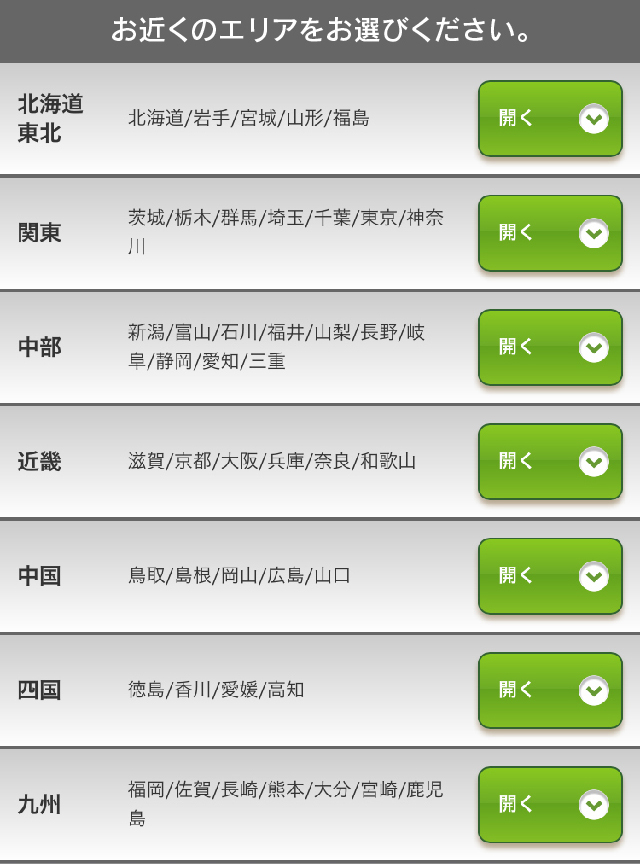 お近くのエリアをお選びください。
北海道
東北
北海道/岩手/宮城/山形/福島
開く
関東
茨城/栃木/群馬/埼玉/千葉/東京/神奈
川
開く
中部
新潟/富山/石川/福井/山梨/長野/岐
阜/静岡/愛知/三重
開く
近畿
滋賀/京都/大阪/兵庫/奈良/和歌山
開く
中国
鳥取/島根/岡山/広島/山口
開く
四国
徳島/香川/愛媛/高知
開く
九州
福岡/佐賀/長崎/熊本/大分/宮崎/鹿児
島
開く